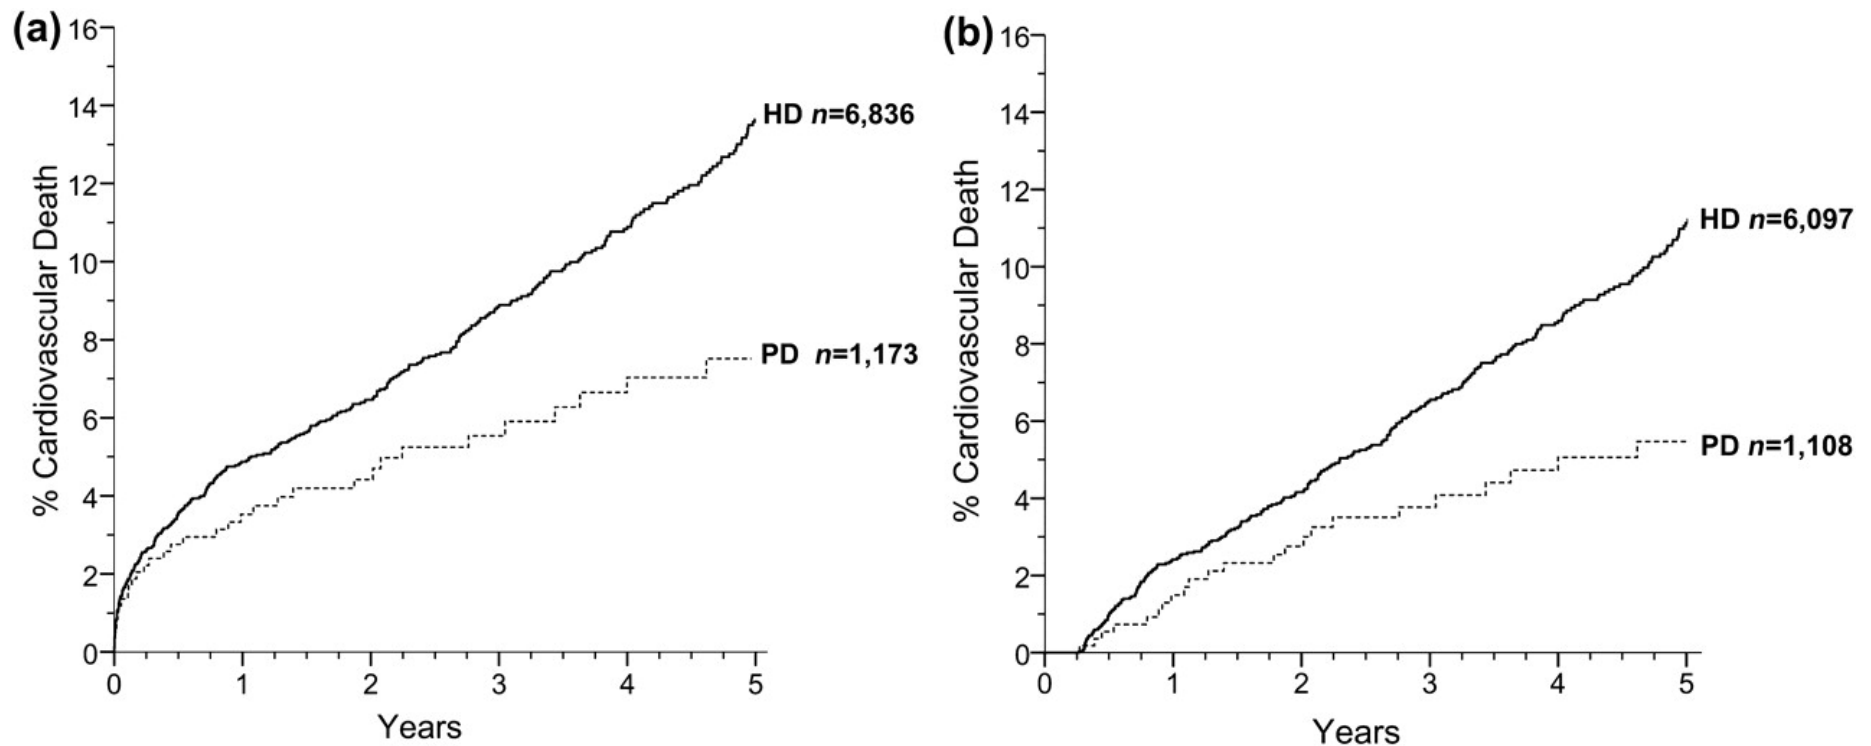 (a)
16
14
12
10
8
6
4
2
0
% Cardiovascular Death
HD n=6,836
PD n=1,173
0 1 2 3 4 5
Years
(b)
16
14
12
10
8
6
4
2
0
% Cardiovascular Death
HD n=6,097
PD n=1,108
0 1 2 3 4 5
Years